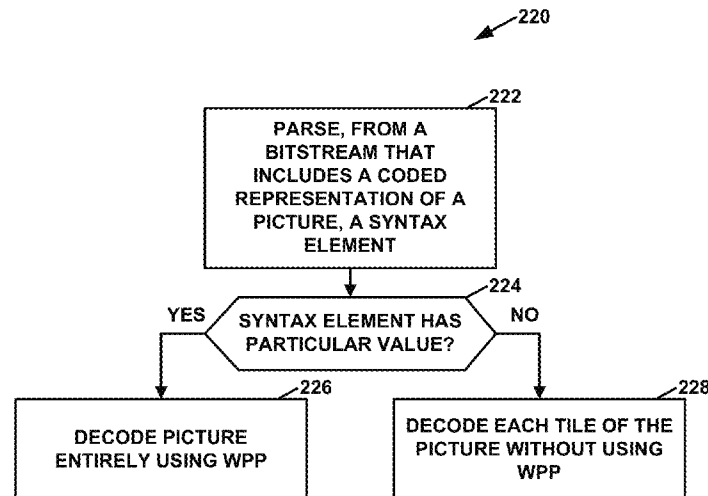 220
222
PARSE, FROM A
BITSTREAM THAT
INCLUDES A CODED
REPRESENTATION OF A
PICTURE, A SYNTAX
ELEMENT
224
YES
SYNTAX ELEMENT HAS
PARTICULAR VALUE?
NO
226
DECODE PICTURE
ENTIRELY USING WPP
228
DECODE EACH TILE OF THE
PICTURE WITHOUT USING
WPP